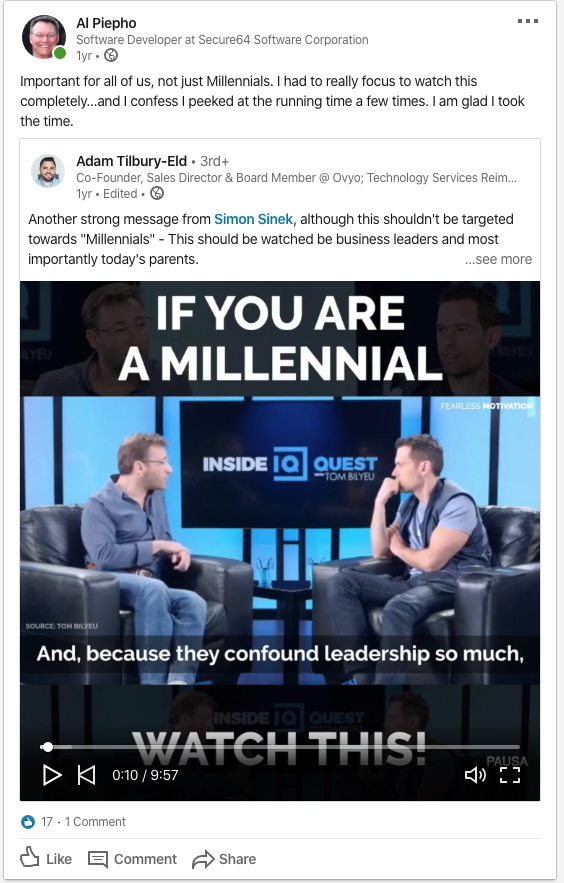 Al Piepho
Software Developer at Secure64 Software Corporation
1yr •
Important for all of us, not just Millennials. I had to really focus to watch this
completely...and I confess I peeked at the running time a few times. I am glad I took
the time.
Adam Tilbury-Eld • 3rd+
Co-Founder, Sales Director & Board Member @ Ovyo; Technology Services Reim...
1yr • Edited •
Another strong message from Simon Sinek, although this shouldn't be targeted
towards "Millennials" - This should be watched be business leaders and most
importantly today's parents.
...see more
IF YOU ARE
A MILLENNIAL
FEARLESS MOTIVATION
INSIDE IQ QUEST
WITH TOM BILYEU
SOURCE: TOM BILYEU
And, because they confound leadership so much,
INSIDE IQ QUEST
WATCH THIS!
PAUSA
0:10 / 9:57
17 • 1 Comment
Like Comment Share